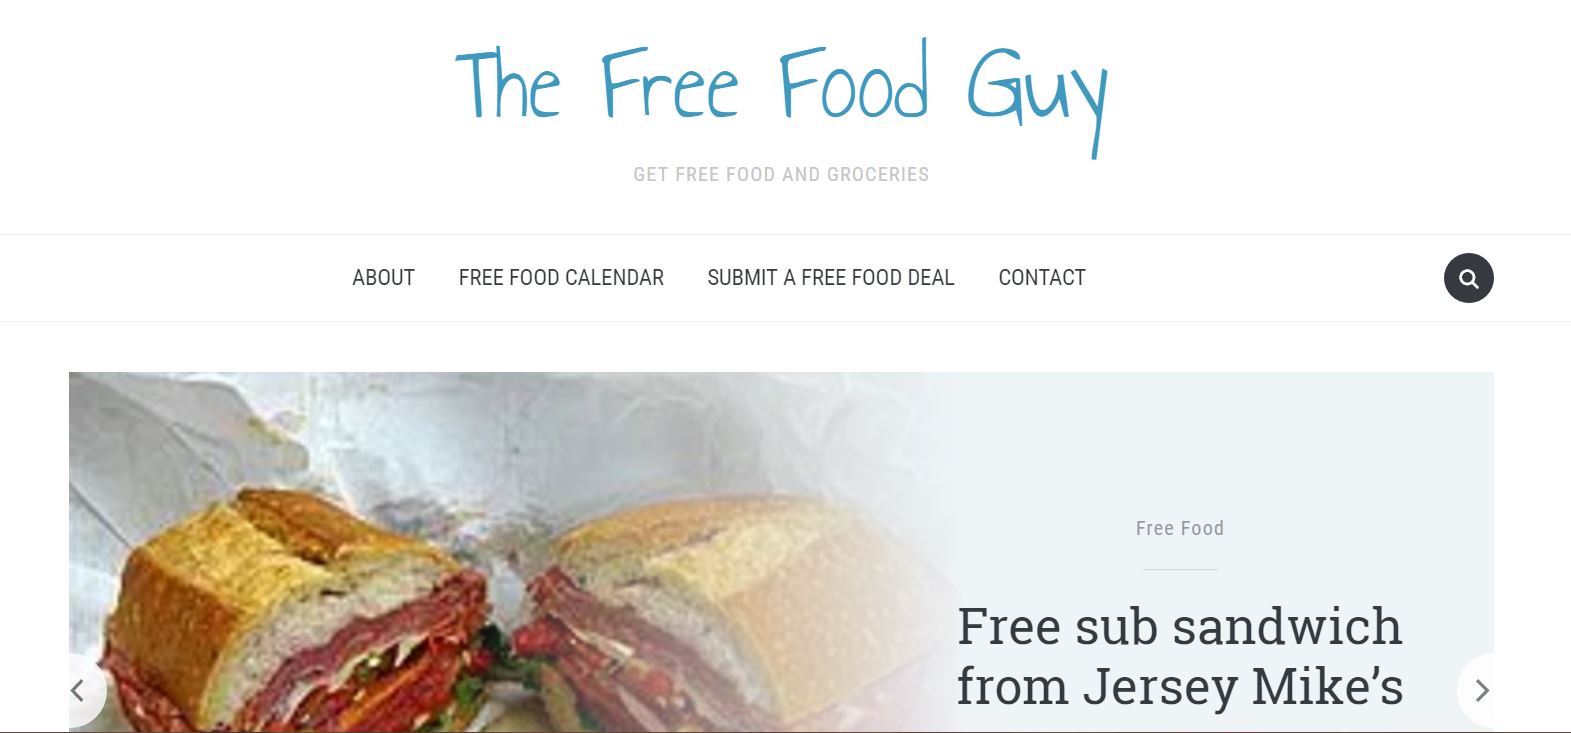 The Free Food Guy
GET FREE FOOD AND GROCERIES
ABOUT FREE FOOD CALENDAR SUBMIT A FREE FOOD DEAL CONTACT
Free Food
Free sub sandwich
from Jersey Mike’s